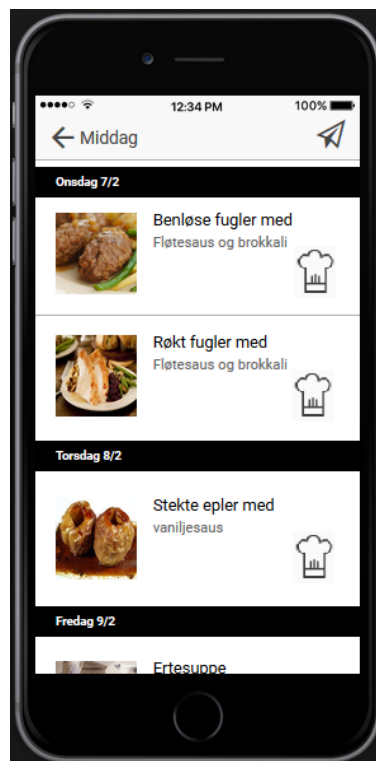 12:34 PM
100%
Middag
Onsdag 7/2
Benløse fugler med
Fløtesaus og brokkali
Røkt fugler med
Fløtesaus og brokkali
Torsdag 8/2
Stekte epler med
vaniljesaus
Fredag 9/2
Ertesuppe